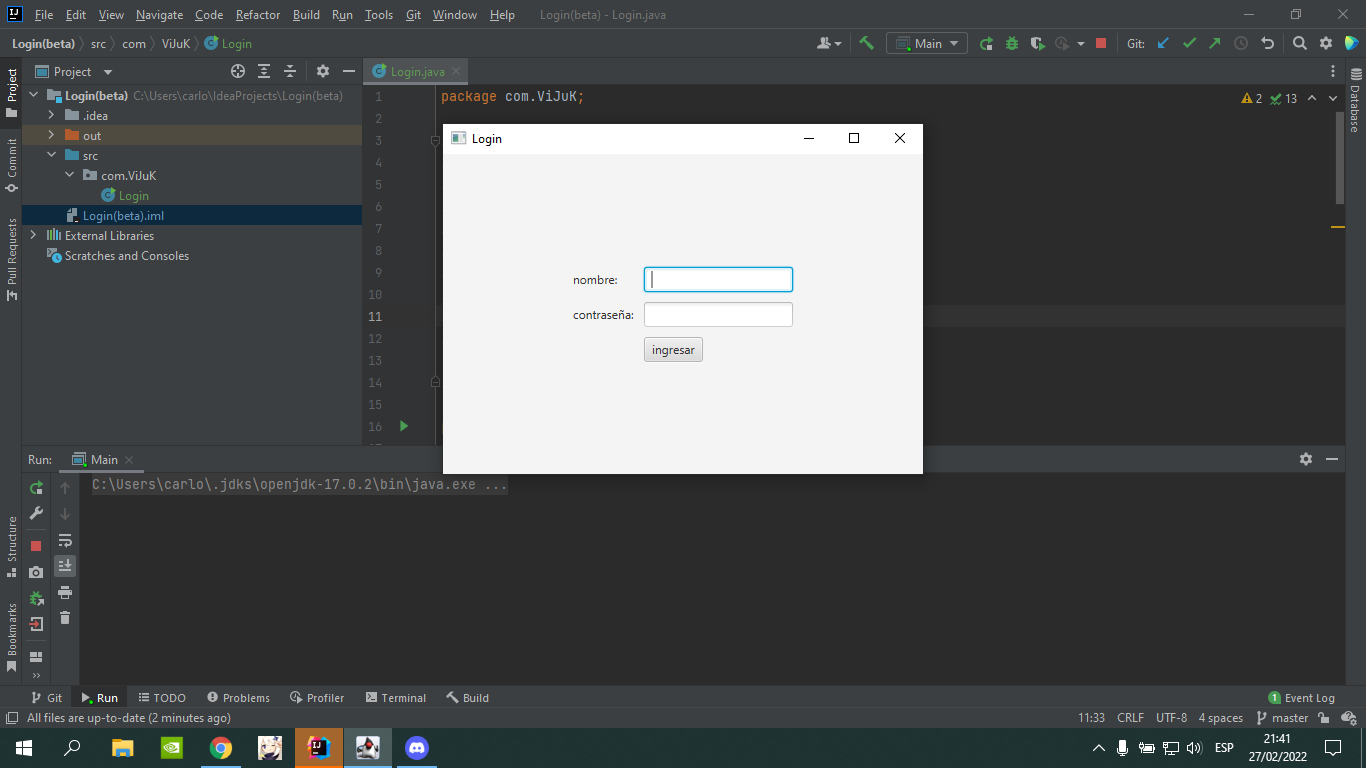 File Edit View Navigate Code Refactor Build Run Tools Git Window Help Login(beta) - Login.java
Login(beta) src com ViJuK Login Main Git:
Project
Login.java
Login(beta) C:\Users\carlo\IdeaProjects\Login(beta)
.idea
out
src
com.ViJuK
Login
Login(beta).iml
External Libraries
Scratches and Consoles
Project
Commit
Pull Requests
Structure
Bookmarks
Database
1 package com.ViJuK;
2 13
2
3
4
5
6
7
8
9
10
11
12
13
14
15
16
Login
nombre:
contraseña:
ingresar
Run: Main
C:\Users\carlo\.jdks\openjdk-17.0.2\bin\java.exe ...
Git Run TODO Problems Profiler Terminal Build 1 Event Log
All files are up-to-date (2 minutes ago) 11:33 CRLF UTF-8 4 spaces master
ESP
21:41
27/02/2022